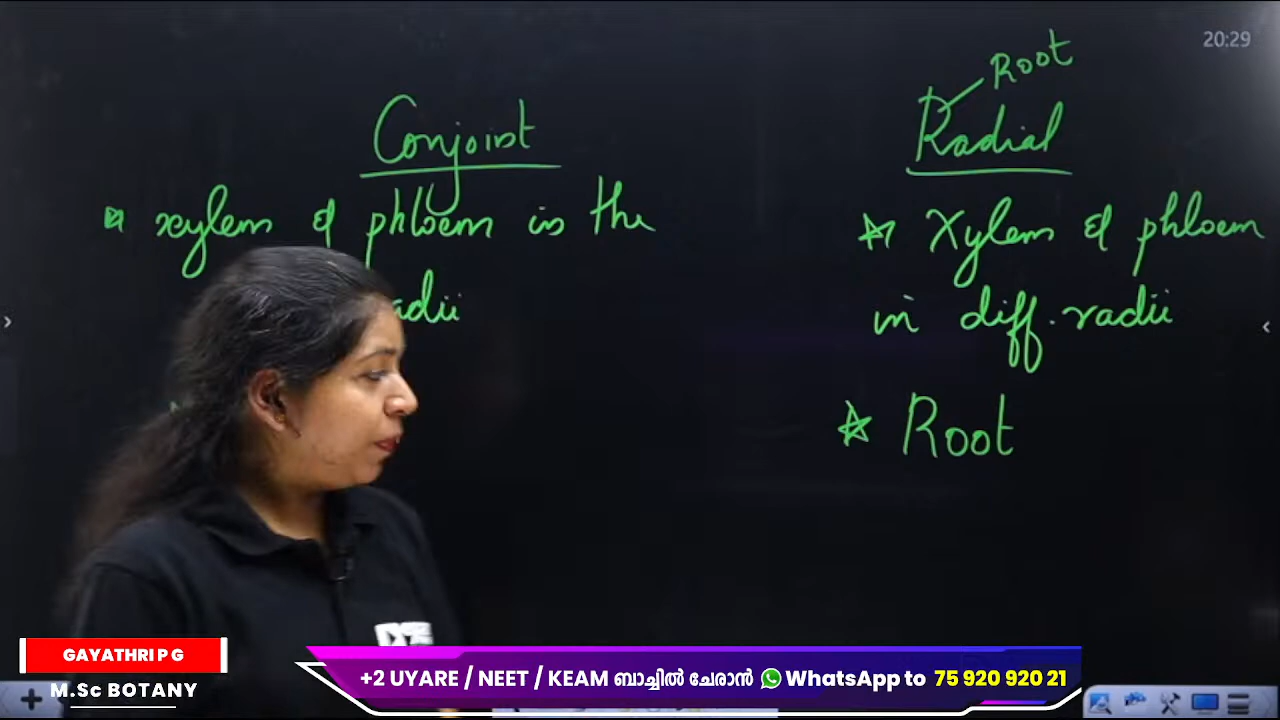 20:29
Root
Conjoint
Radial
xylem & phloem in the
adii
Xylem & phloem
in diff. radii
Root
GAYATHRI P G
M.Sc BOTANY
+2 UYARE / NEET / KEAM ബാച്ചിൽ ചേരാൻ WhatsApp to 75 920 920 21